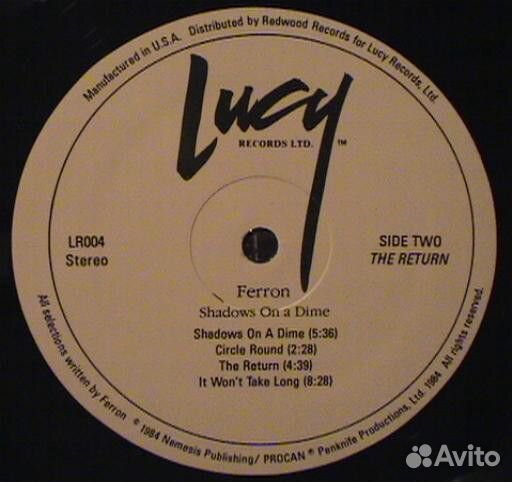 Manufactured in U.S.A. Distributed by Redwood Records for Lucy Records, Ltd.
Lucy
RECORDS LTD. ™
LR004
Stereo
SIDE TWO
THE RETURN
Ferron
Shadows On a Dime
Shadows On A Dime (5:36)
Circle Round (2:28)
The Return (4:39)
It Won't Take Long (8:28)
All selections written by Ferron ℗ 1984 Nemesis Publishing/ PROCAN ® Penknife Productions, Ltd. 1984 All rights reserved.
Avito